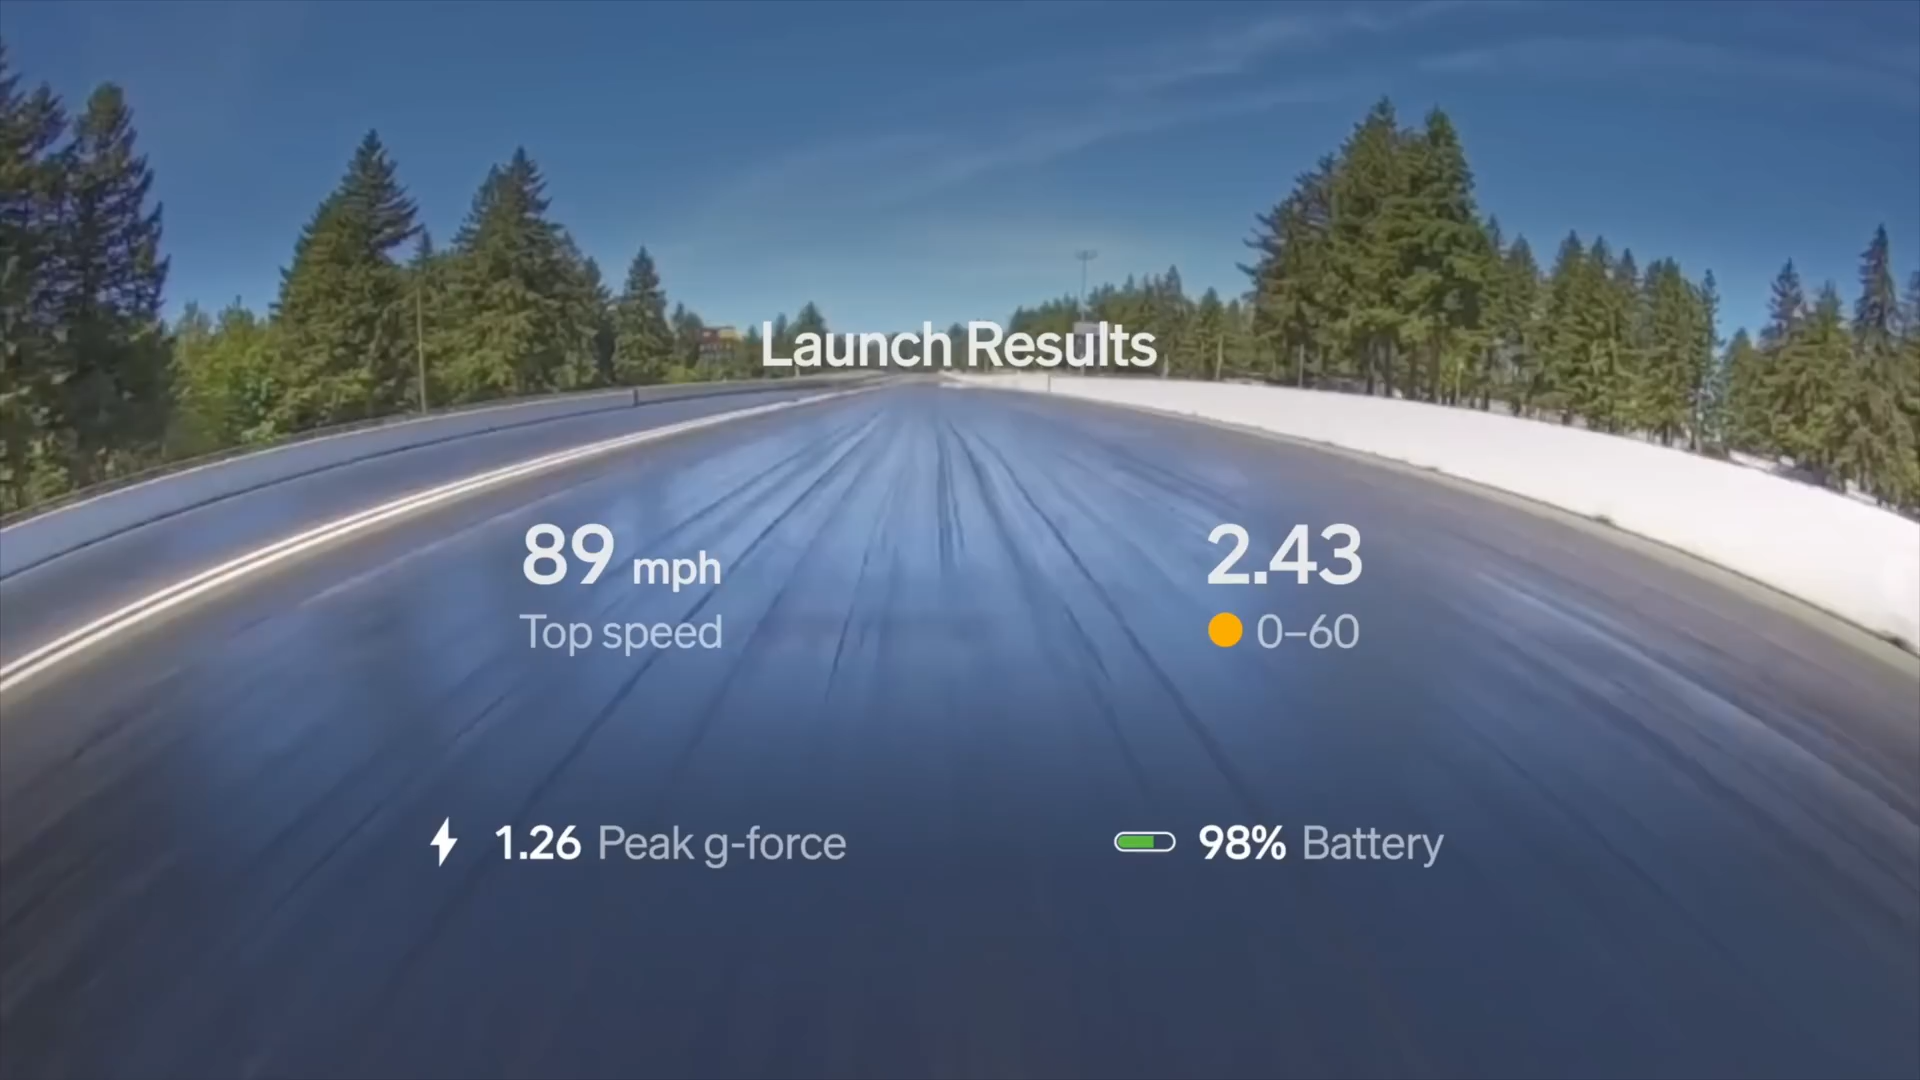 Launch Results
89 mph
Top speed
2.43
0–60
1.26 Peak g-force
98% Battery